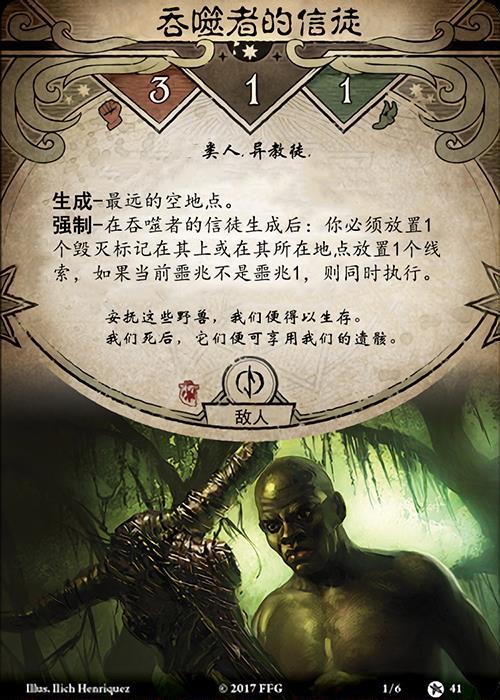 吞噬者的信徒
3 1 1
类人.异教徒.
生成–最远的空地点。
强制–在吞噬者的信徒生成后：你必须放置1
个毁灭标记在其上或在其所在地点放置1个线
索，如果当前噩兆不是噩兆1，则同时执行。
安抚这些野兽，我们便得以生存。
我们死后，它们便可享用我们的遗骸。
敌人
Illus. Ilich Henriquez © 2017 FFG 1/6 41